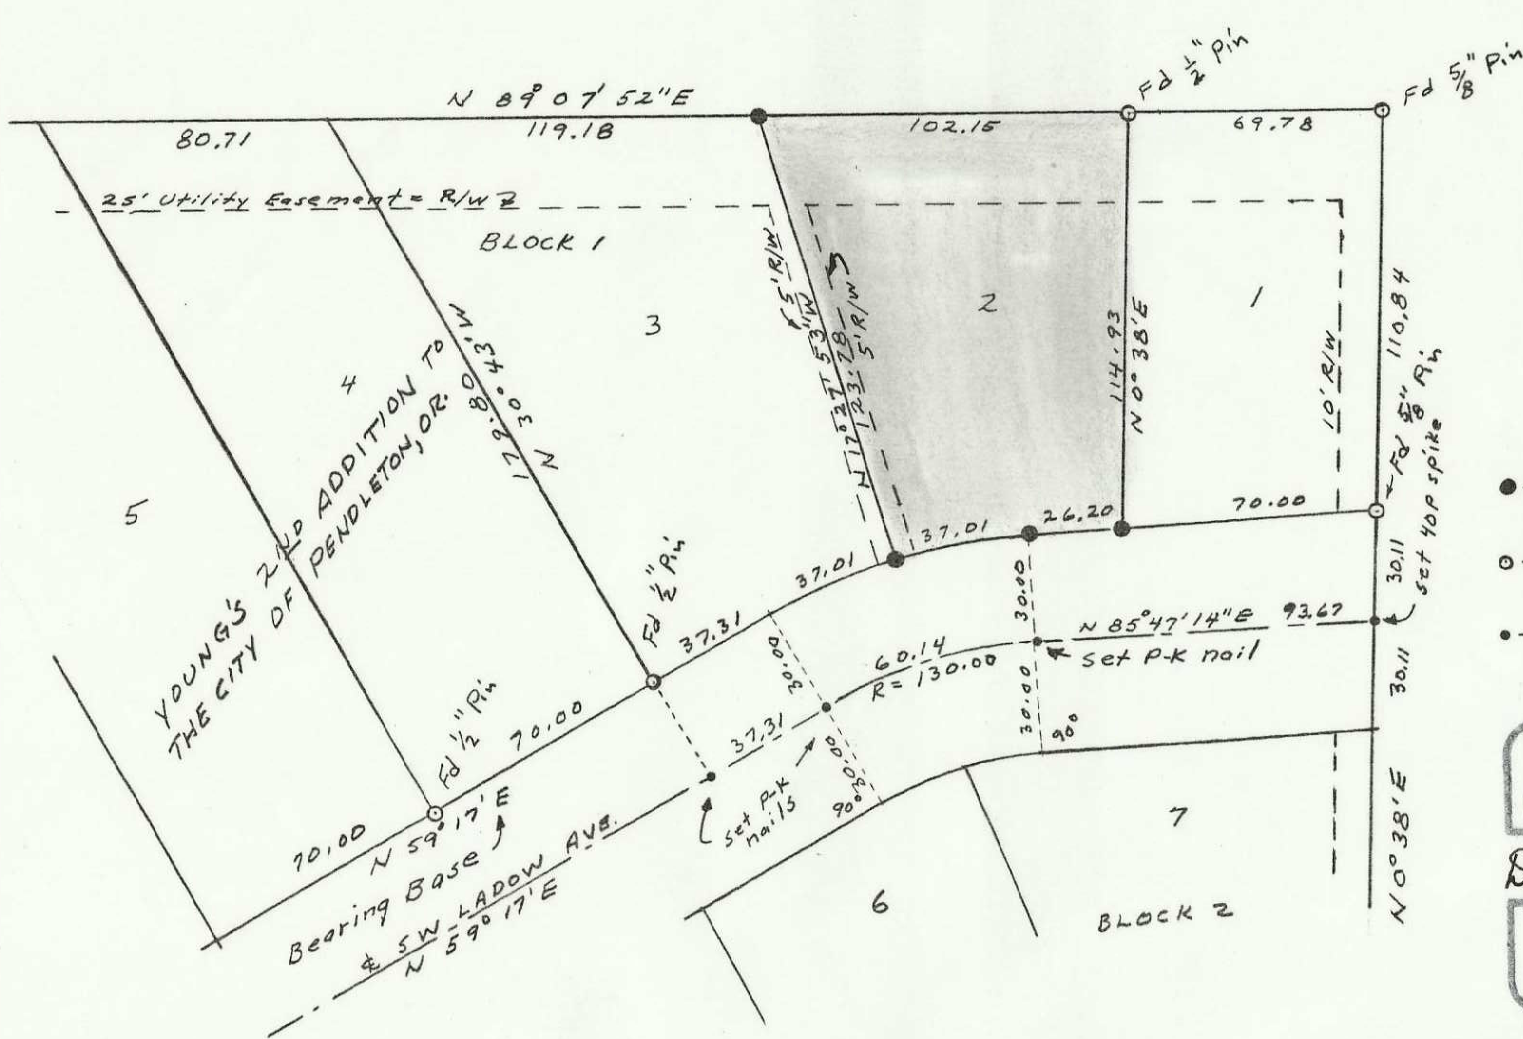 Fd 1/2" Pin
Fd 5/8" Pin
N 89° 07' 52" E
80.71
119.18
102.15
69.78
25' Utility Easement = R/W
BLOCK 1
5' R/W
N 17° 27' 53" W
123.28
5' R/W
2
114.93
N 0° 38' E
1
10' R/W
110.84
Fd 5/8" Pin
set 40P spike
3
N 30° 43' W
179.80
4
5
YOUNG'S 2ND ADDITION TO
THE CITY OF PENDLETON, OR.
37.01
37.01
26.20
70.00
30.11
Fd 1/2" Pin
37.31
30.00
30.00
N 85° 47' 14" E 93.67
set P-K nail
60.14
R = 130.00
30.00
90°
30.11
Fd 1/2" Pin
70.00
37.31
30.00
90°
set P-K
nails
70.00
N 59° 17' E
Bearing Base
℄ SW LADOW AVE.
N 59° 17' E
6
7
BLOCK 2
N 0° 38' E